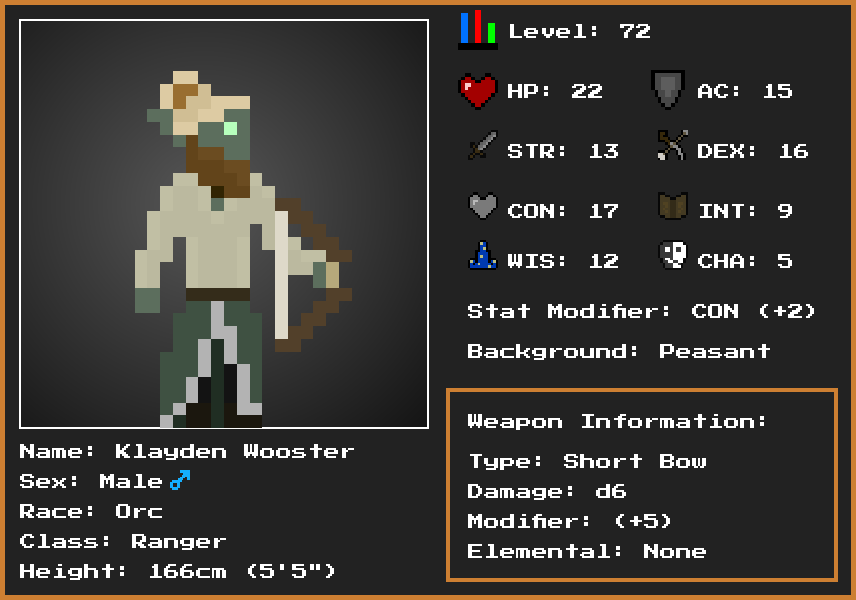 Level: 72
HP: 22
AC: 15
STR: 13
DEX: 16
CON: 17
INT: 9
WIS: 12
CHA: 5
Stat Modifier: CON (+2)
Background: Peasant
Weapon Information:
Type: Short Bow
Damage: d6
Modifier: (+5)
Elemental: None
Name: Klayden Wooster
Sex: Male ♂
Race: Orc
Class: Ranger
Height: 166cm (5'5")